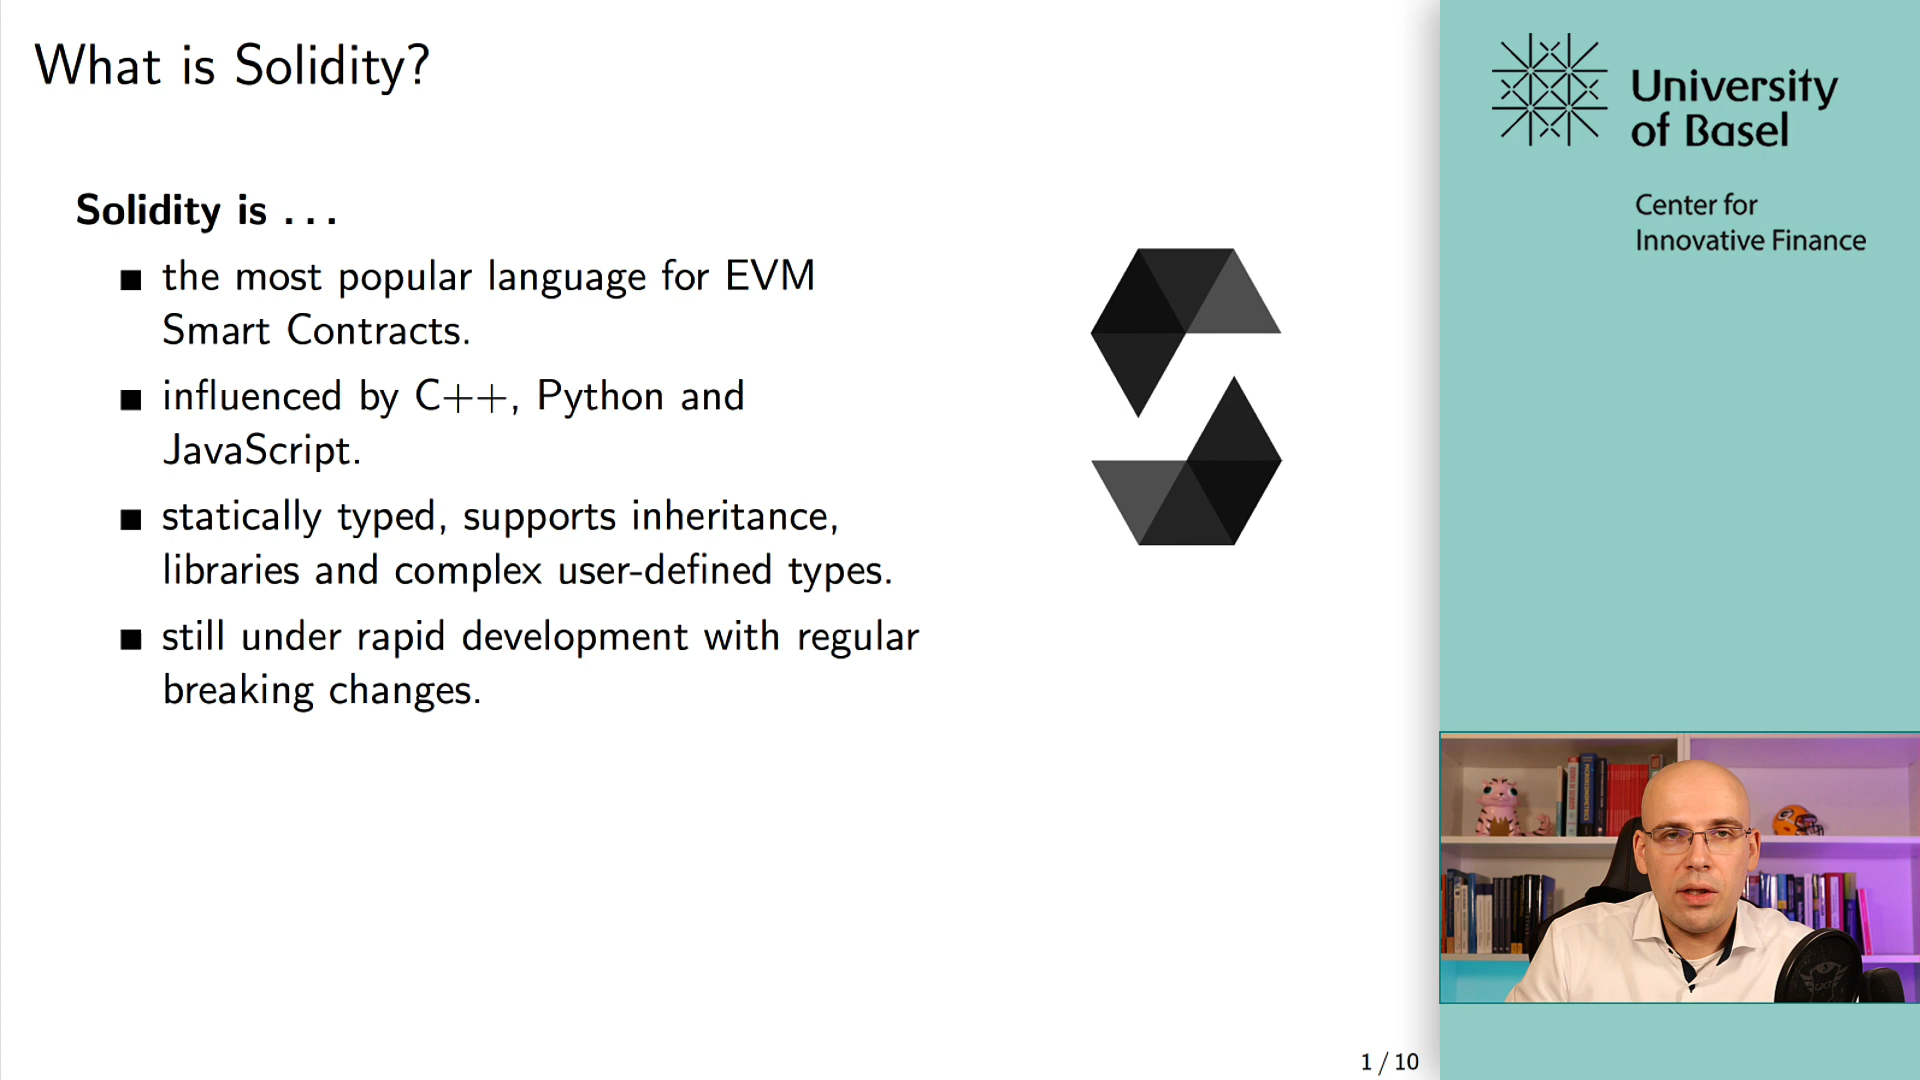 What is Solidity?
Solidity is . . .
■ the most popular language for EVM
Smart Contracts.
■ influenced by C++, Python and
JavaScript.
■ statically typed, supports inheritance,
libraries and complex user-defined types.
■ still under rapid development with regular
breaking changes.
1 / 10
University
of Basel
Center for
Innovative Finance